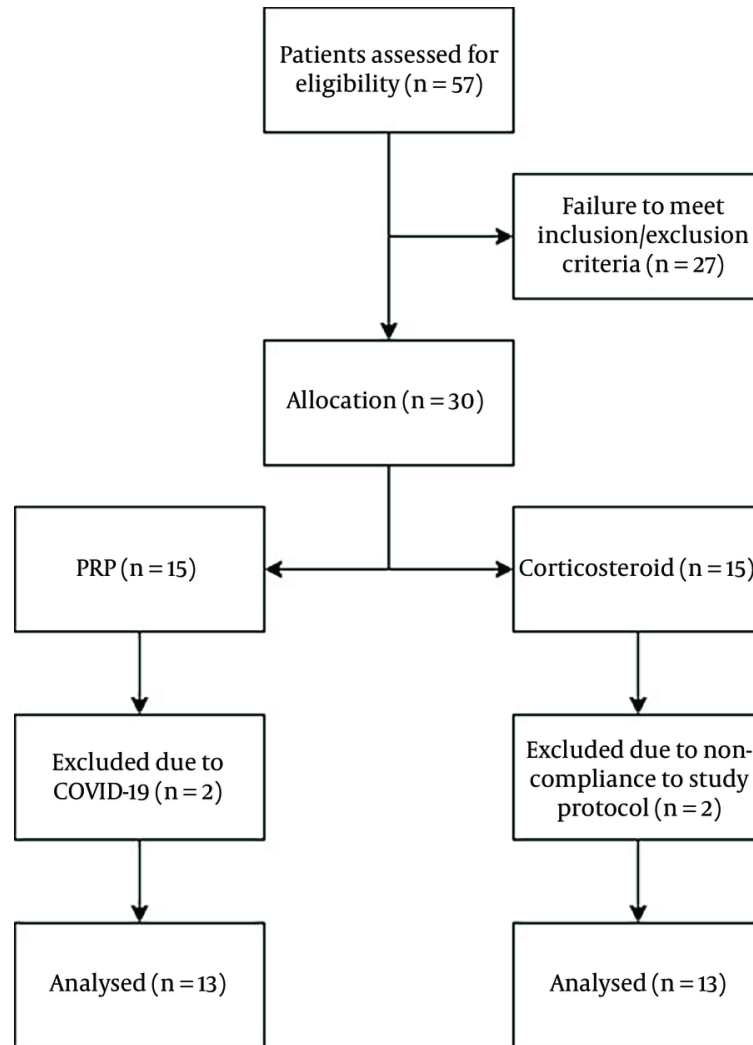 Patients assessed for
eligibility (n = 57)
Failure to meet
inclusion/exclusion
criteria (n = 27)
Allocation (n = 30)
PRP (n = 15)
Corticosteroid (n = 15)
Excluded due to
COVID-19 (n = 2)
Excluded due to non-
compliance to study
protocol (n = 2)
Analysed (n = 13)
Analysed (n = 13)